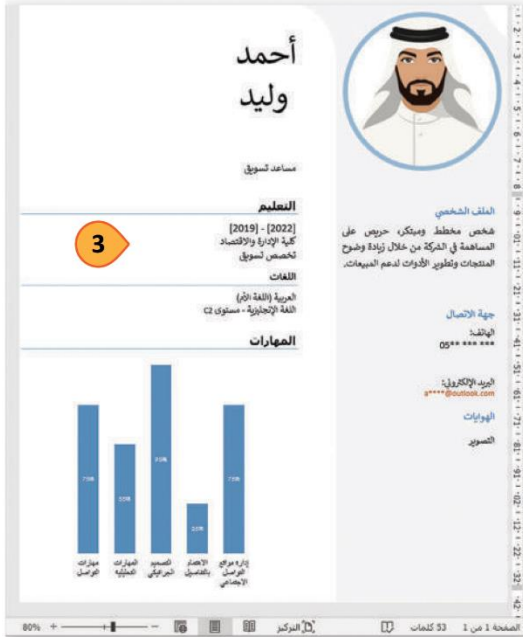 أحمد
وليد
مساعد تسويق
التعليم
[2019] - [2022]
كلية الإدارة والاقتصاد
تخصص تسويق
3
اللغات
العربية (اللغة الأم)
اللغة الإنجليزية - مستوى C2
المهارات
75%
55%
75%
إدارة مواقع التواصل الاجتماعي
الاهتمام بالتفاصيل
التصميم الجرافيكي
المهارات التحليلية
مهارات التواصل
الملف الشخصي
شخص مخطط ومبتكر، حريص على
المساهمة في الشركة من خلال زيادة وضوح
المنتجات وتطوير الأدوات لدعم المبيعات.
جهة الاتصال
الهاتف:
05** *** ***
البريد الإلكتروني:
a****@outlook.com
الهوايات
التصوير
الصفحة 1 من 1
53 كلمات
التركيز
80%